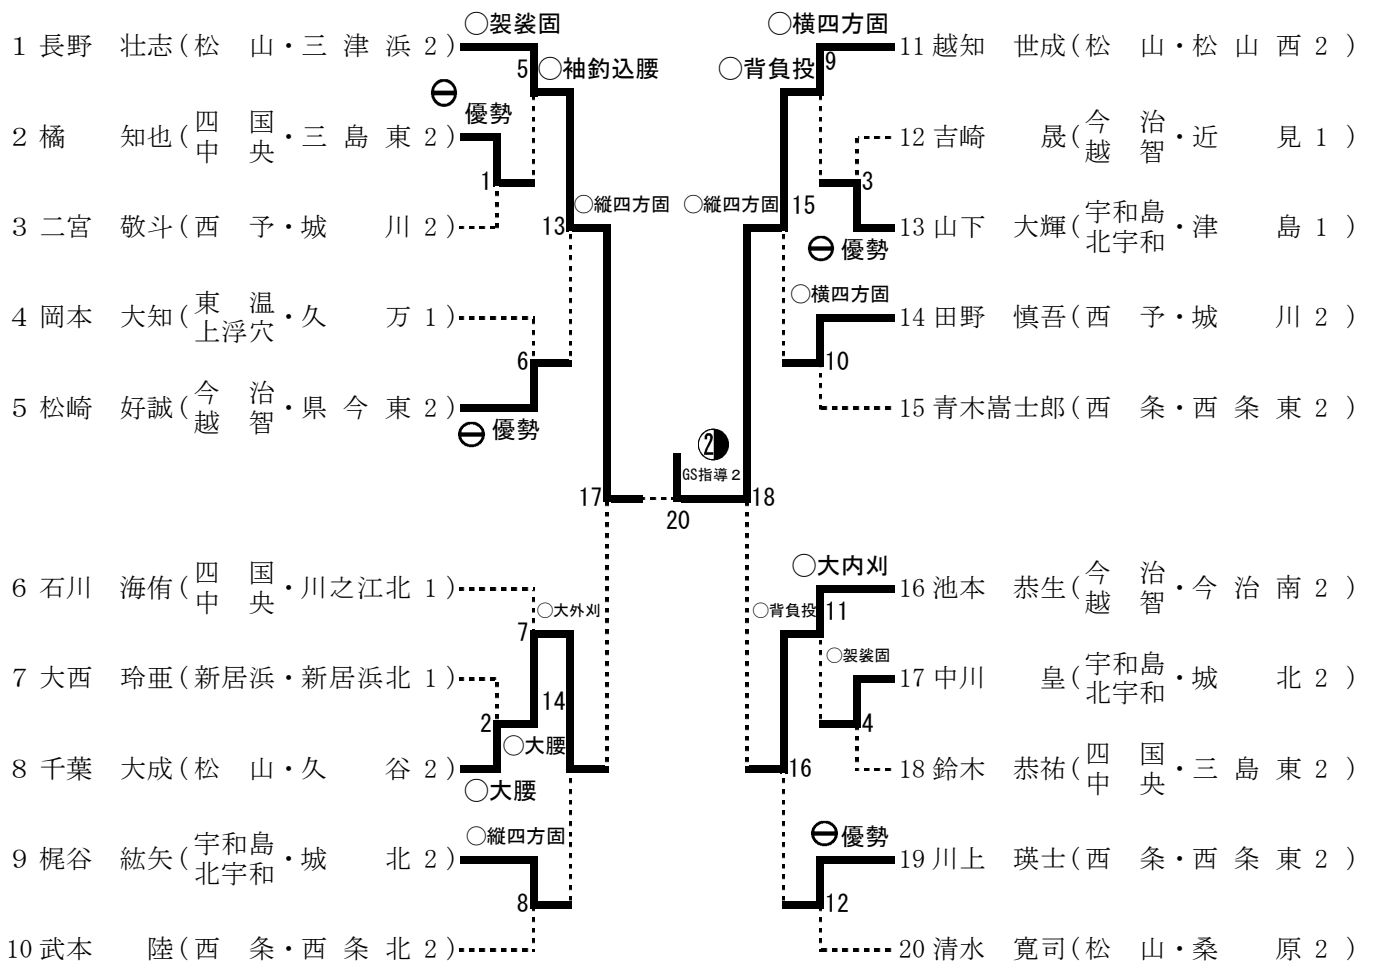 ○袈裟固
1 長野 壮志(松 山・三 津 浜 2)
5 ○袖釣込腰
⊖
優勢
2 橘 知也(四国中央・三 島 東 2)
1
3 二宮 敬斗(西 予・城 川 2)
○縦四方固
13
4 岡本 大知(東温上浮穴・久 万 1)
6
5 松崎 好誠(今治越智・県 今 東 2)
⊖ 優勢
17
6 石川 海侑(四国中央・川之江北 1)
○大外刈
7
7 大西 玲亜(新居浜・新居浜北 1)
14
2
○大腰
8 千葉 大成(松 山・久 谷 2)
○大腰
○縦四方固
9 梶谷 紘矢(宇和島北宇和・城 北 2)
8
10 武本 陸(西 条・西 条 北 2)
2
GS指導2
20
○横四方固
11 越知 世成(松 山・松 山 西 2)
○背負投 9
12 吉崎 晟(今治越智・近 見 1)
3
○縦四方固 15
13 山下 大輝(宇和島北宇和・津 島 1)
⊖ 優勢
○横四方固
14 田野 慎吾(西 予・城 川 2)
10
15 青木嵩士郎(西 条・西 条 東 2)
18
○大内刈
16 池本 恭生(今治越智・今 治 南 2)
○背負投 11
○袈裟固
17 中川 皇(宇和島北宇和・城 北 2)
4
18 鈴木 恭祐(四国中央・三 島 東 2)
16
⊖ 優勢
19 川上 瑛士(西 条・西 条 東 2)
12
20 清水 寛司(松 山・桑 原 2)